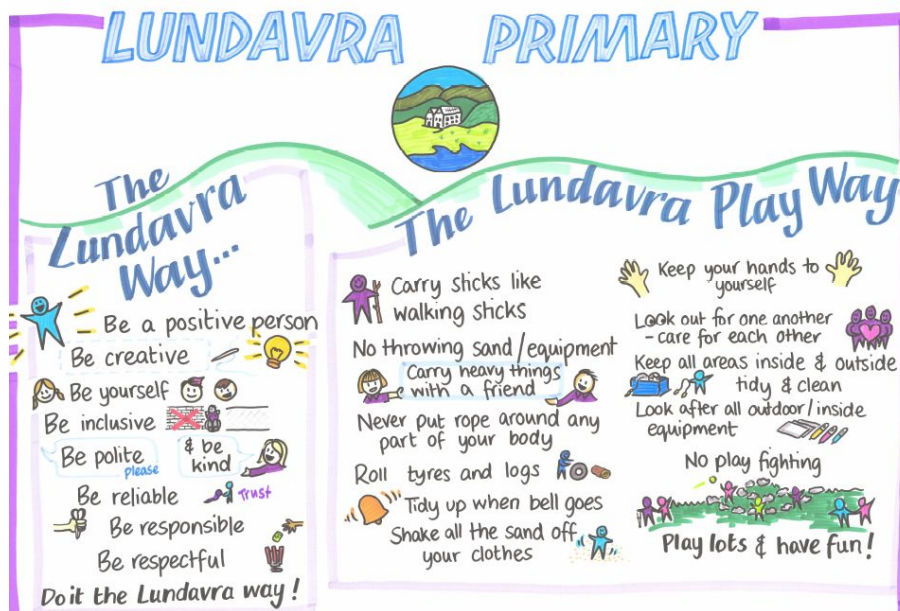 LUNDAVRA PRIMARY
The
Lundavra
Way...
Be a positive person
Be creative
Be yourself
Be inclusive
Be polite
please
& be
kind
Be reliable
Trust
Be responsible
Be respectful
Do it the Lundavra way!
The Lundavra Play Way
Carry sticks like
walking sticks
No throwing sand/equipment
Carry heavy things
with a friend
Never put rope around any
part of your body
Roll tyres and logs
Tidy up when bell goes
Shake all the sand off
your clothes
Keep your hands to
yourself
Look out for one another
- care for each other
Keep all areas inside & outside
tidy & clean
Look after all outdoor/inside
equipment
No play fighting
Play lots & have fun!